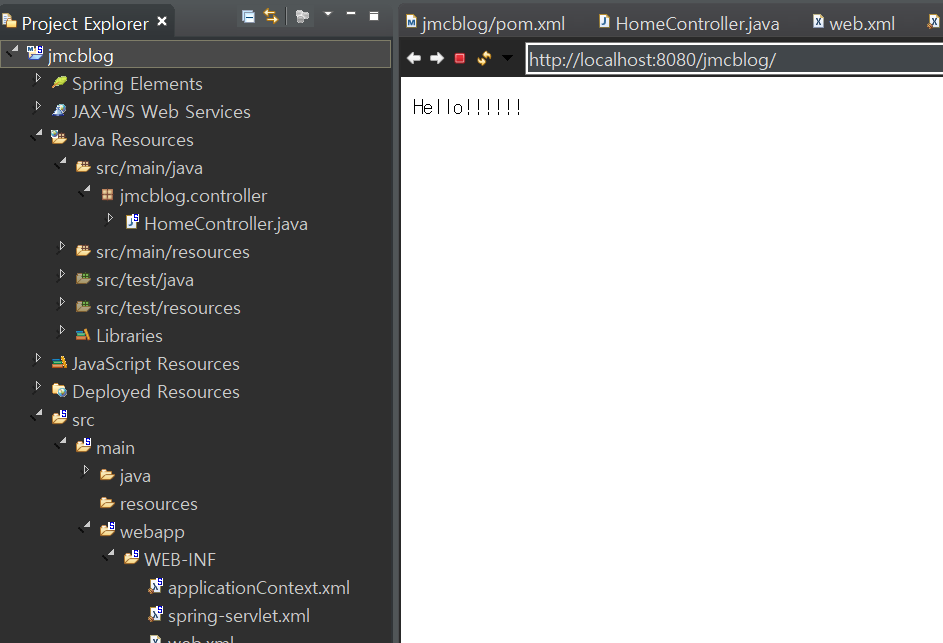 Project Explorer
jmcblog
Spring Elements
JAX-WS Web Services
Java Resources
src/main/java
jmcblog.controller
HomeController.java
src/main/resources
src/test/java
src/test/resources
Libraries
JavaScript Resources
Deployed Resources
src
main
java
resources
webapp
WEB-INF
applicationContext.xml
spring-servlet.xml
web.xml
jmcblog/pom.xml HomeController.java web.xml
http://localhost:8080/jmcblog/
Hello!!!!!!